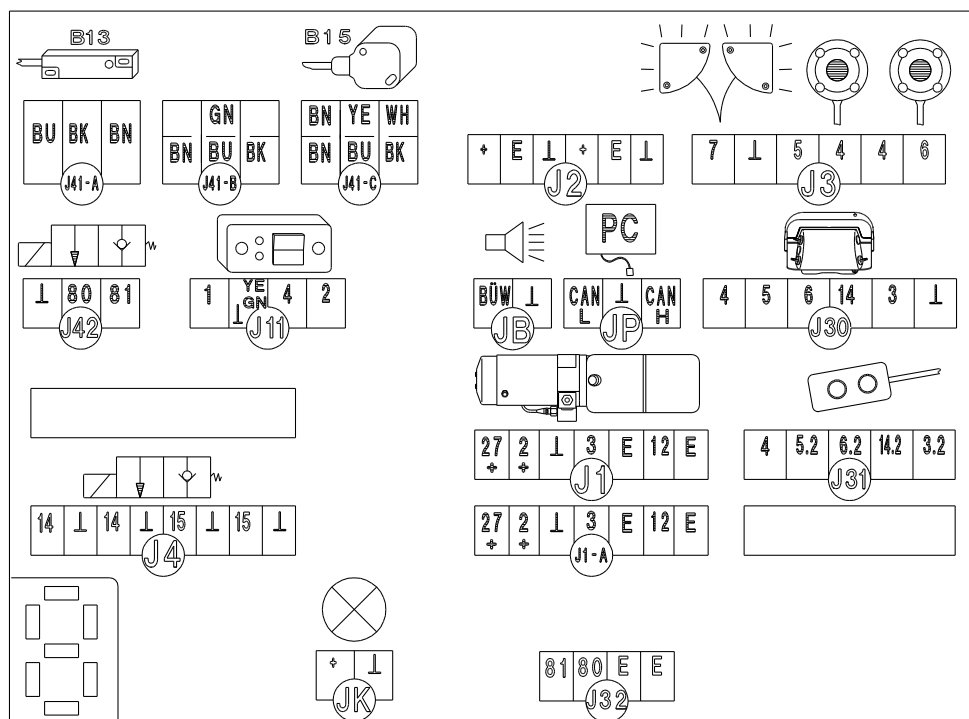 B13
B15
BU BK BN
J41-A
GN
BN BU BK
J41-B
BN YE WH
BN BU BK
J41-C
+ E ⊥ + E ⊥
J2
7 ⊥ 5 4 4 6
J3
⊥ 80 81
J42
1 ⊥ YE GN 4 2
J11
BÜW ⊥
JB
PC
CAN L ⊥ CAN H
JP
4 5 6 14 3 ⊥
J30
27 + 2 + ⊥ 3 E 12 E
J1
4 5.2 6.2 14.2 3.2
J31
14 ⊥ 14 ⊥ 15 ⊥ 15 ⊥
J4
27 + 2 + ⊥ 3 E 12 E
J1-A
+ ⊥
JK
81 80 E E
J32